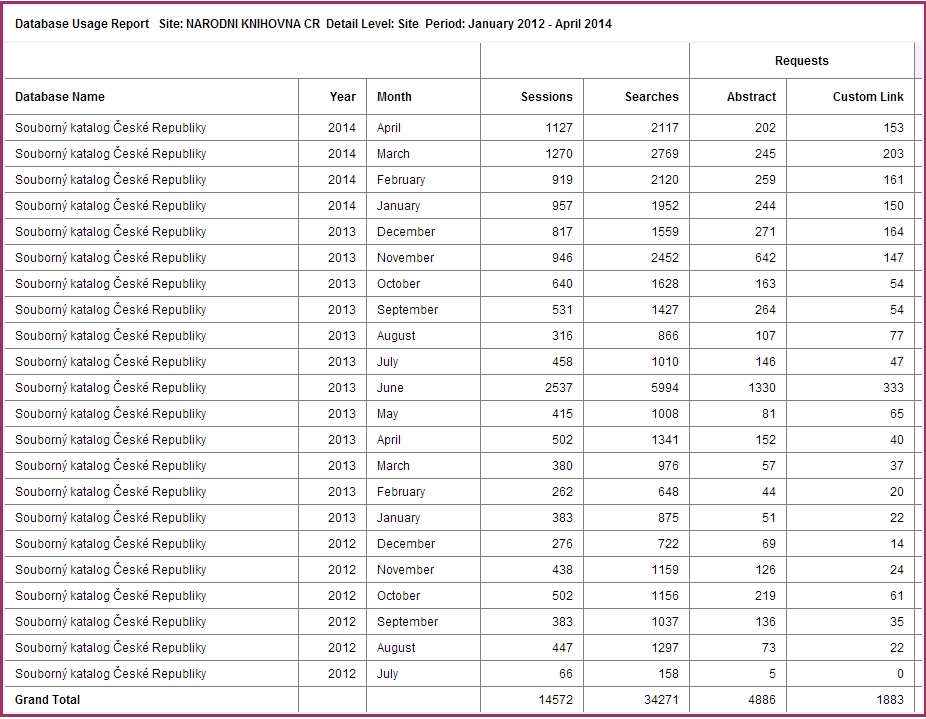 Database Usage Report Site: NARODNI KNIHOVNA CR Detail Level: Site Period: January 2012 - April 2014
Requests
Database Name Year Month Sessions Searches Abstract Custom Link
Souborný katalog České Republiky 2014 April 1127 2117 202 153
Souborný katalog České Republiky 2014 March 1270 2769 245 203
Souborný katalog České Republiky 2014 February 919 2120 259 161
Souborný katalog České Republiky 2014 January 957 1952 244 150
Souborný katalog České Republiky 2013 December 817 1559 271 164
Souborný katalog České Republiky 2013 November 946 2452 642 147
Souborný katalog České Republiky 2013 October 640 1628 163 54
Souborný katalog České Republiky 2013 September 531 1427 264 54
Souborný katalog České Republiky 2013 August 316 866 107 77
Souborný katalog České Republiky 2013 July 458 1010 146 47
Souborný katalog České Republiky 2013 June 2537 5994 1330 333
Souborný katalog České Republiky 2013 May 415 1008 81 65
Souborný katalog České Republiky 2013 April 502 1341 152 40
Souborný katalog České Republiky 2013 March 380 976 57 37
Souborný katalog České Republiky 2013 February 262 648 44 20
Souborný katalog České Republiky 2013 January 383 875 51 22
Souborný katalog České Republiky 2012 December 276 722 69 14
Souborný katalog České Republiky 2012 November 438 1159 126 24
Souborný katalog České Republiky 2012 October 502 1156 219 61
Souborný katalog České Republiky 2012 September 383 1037 136 35
Souborný katalog České Republiky 2012 August 447 1297 73 22
Souborný katalog České Republiky 2012 July 66 158 5 0
Grand Total 14572 34271 4886 1883